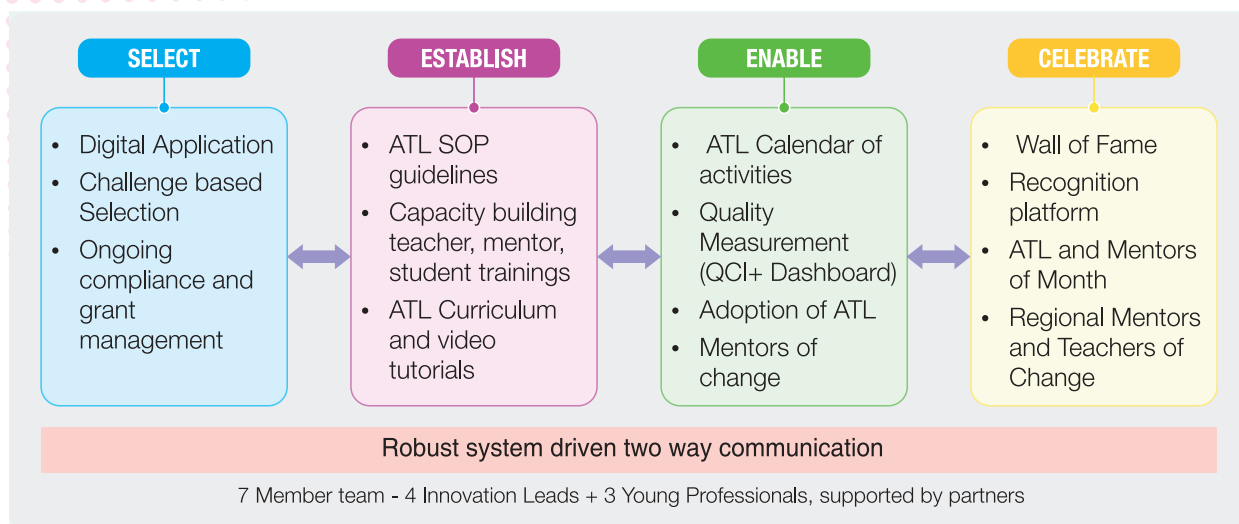 SELECT
• Digital Application
• Challenge based
Selection
• Ongoing
compliance and
grant
management
ESTABLISH
• ATL SOP
guidelines
• Capacity building
teacher, mentor,
student trainings
• ATL Curriculum
and video
tutorials
ENABLE
• ATL Calendar of
activities
• Quality
Measurement
(QCI+ Dashboard)
• Adoption of ATL
• Mentors of
change
CELEBRATE
• Wall of Fame
• Recognition
platform
• ATL and Mentors
of Month
• Regional Mentors
and Teachers of
Change
Robust system driven two way communication
7 Member team - 4 Innovation Leads + 3 Young Professionals, supported by partners